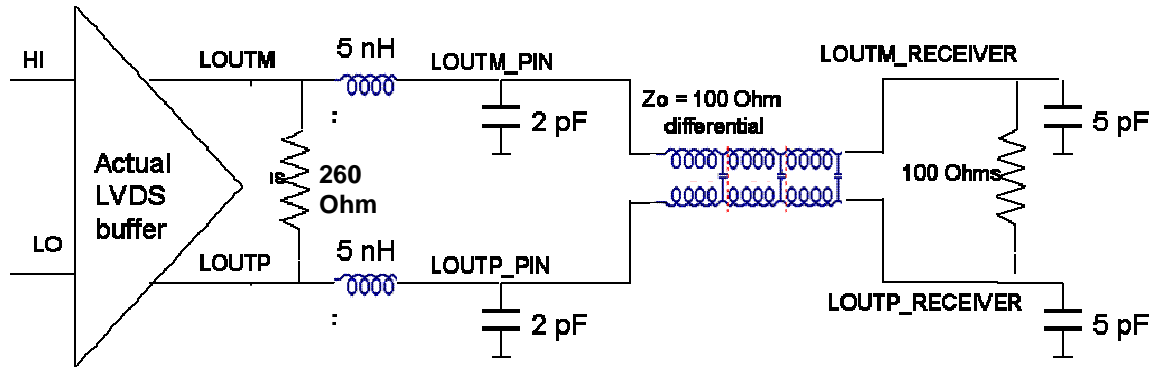 HI
LOUTM
5 nH
LOUTM_PIN
2 pF
Zo = 100 Ohm
differential
LOUTM_RECEIVER
5 pF
:
Actual
LVDS
buffer
260
Ohm
100 Ohms
LO
LOUTP
5 nH
LOUTP_PIN
2 pF
LOUTP_RECEIVER
5 pF
: